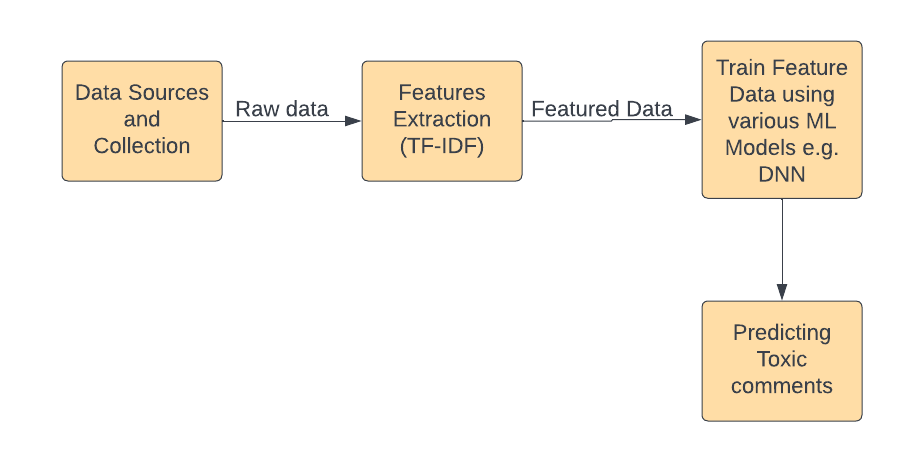 Data Sources
and
Collection
Raw data
Features
Extraction
(TF-IDF)
Featured Data
Train Feature
Data using
various ML
Models e.g.
DNN
Predicting
Toxic
comments